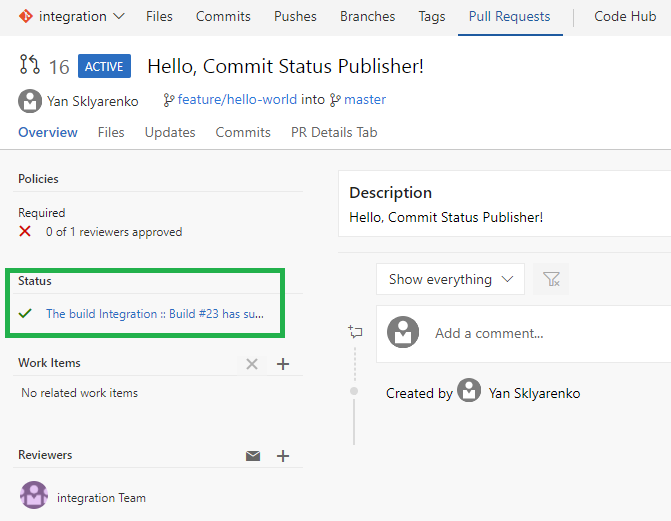 integration Files Commits Pushes Branches Tags Pull Requests Code Hub
16 ACTIVE Hello, Commit Status Publisher!
Yan Sklyarenko feature/hello-world into master
Overview Files Updates Commits PR Details Tab
Policies
Required
0 of 1 reviewers approved
Status
The build Integration :: Build #23 has su...
Work Items
No related work items
Reviewers
integration Team
Description
Hello, Commit Status Publisher!
Show everything
Add a comment...
Created by Yan Sklyarenko